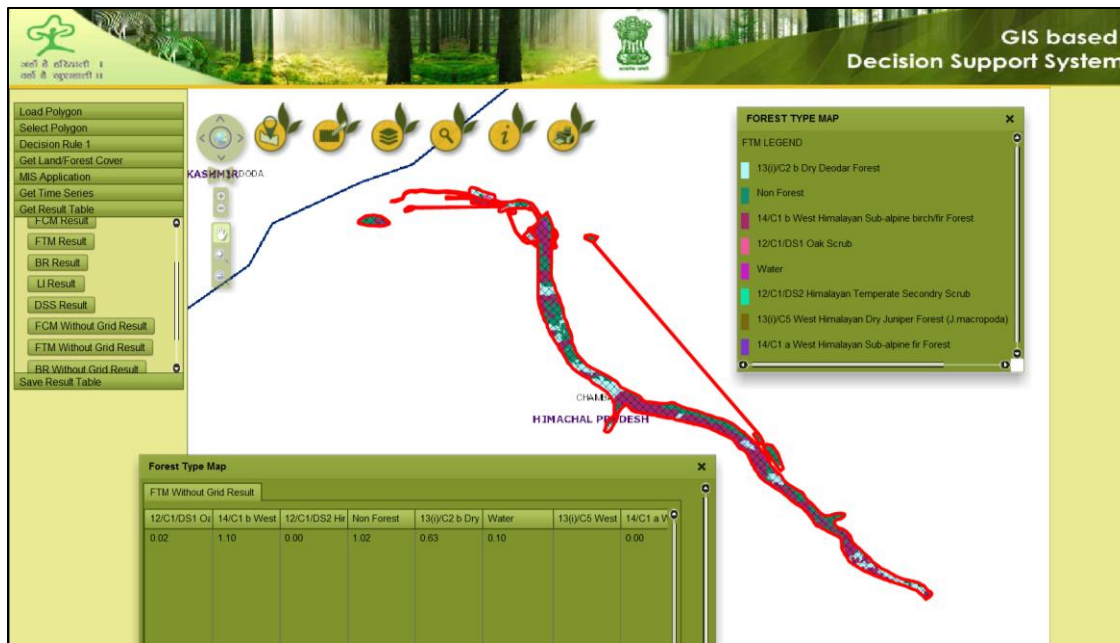 GIS based
Decision Support System
जहाँ है हरियाली ।
वहाँ है खुशहाली ॥
Load Polygon
Select Polygon
Decision Rule 1
Get Land/Forest Cover
MIS Application
Get Time Series
Get Result Table
FCM Result
FTM Result
BR Result
LI Result
DSS Result
FCM Without Grid Result
FTM Without Grid Result
BR Without Grid Result
Save Result Table
KASHMIR DODA
CHAMBA
HIMACHAL PRADESH
FOREST TYPE MAP
FTM LEGEND
13(i)/C2 b Dry Deodar Forest
Non Forest
14/C1 b West Himalayan Sub-alpine birch/fir Forest
12/C1/DS1 Oak Scrub
Water
12/C1/DS2 Himalayan Temperate Secondry Scrub
13(i)/C5 West Himalayan Dry Juniper Forest (J.macropoda)
14/C1 a West Himalayan Sub-alpine fir Forest
Forest Type Map
FTM Without Grid Result
12/C1/DS1 Oa 14/C1 b West 12/C1/DS2 Hir Non Forest 13(i)/C2 b Dry Water 13(i)/C5 West 14/C1 a W
0.02 1.10 0.00 1.02 0.63 0.10 0.00